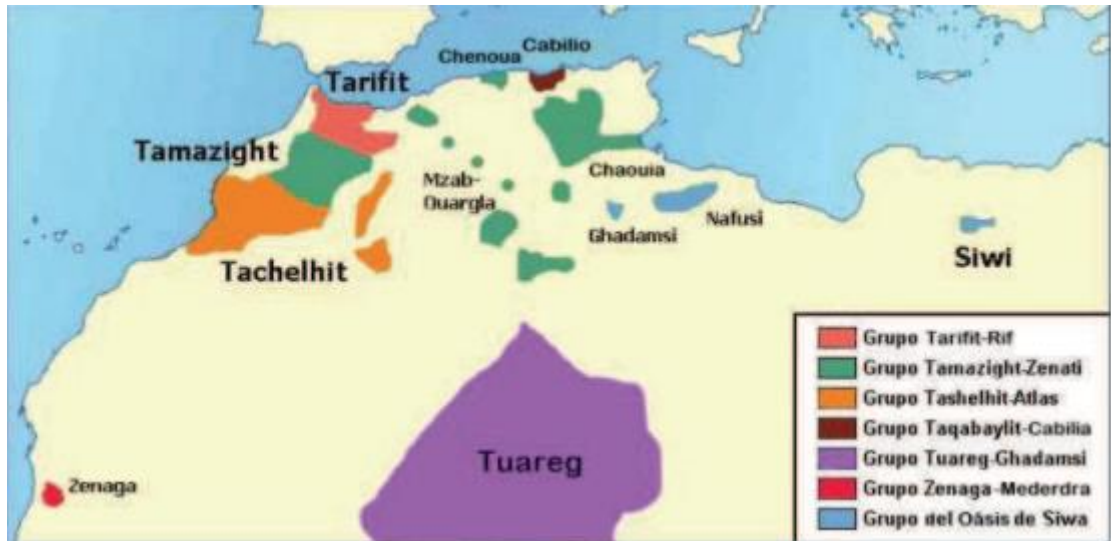 Chenoua
Cabilio
Tarifit
Tamazight
Mzab-
Ouargla
Chaouia
Ghadamsi
Nafusi
Siwi
Tachelhit
Tuareg
Zenaga
Grupo Tarifit-Rif
Grupo Tamazight-Zenati
Grupo Tashelhit-Atlas
Grupo Taqabaylit-Cabilia
Grupo Tuareg-Ghadamsi
Grupo Zenaga-Mederdra
Grupo del Oásis de Siwa